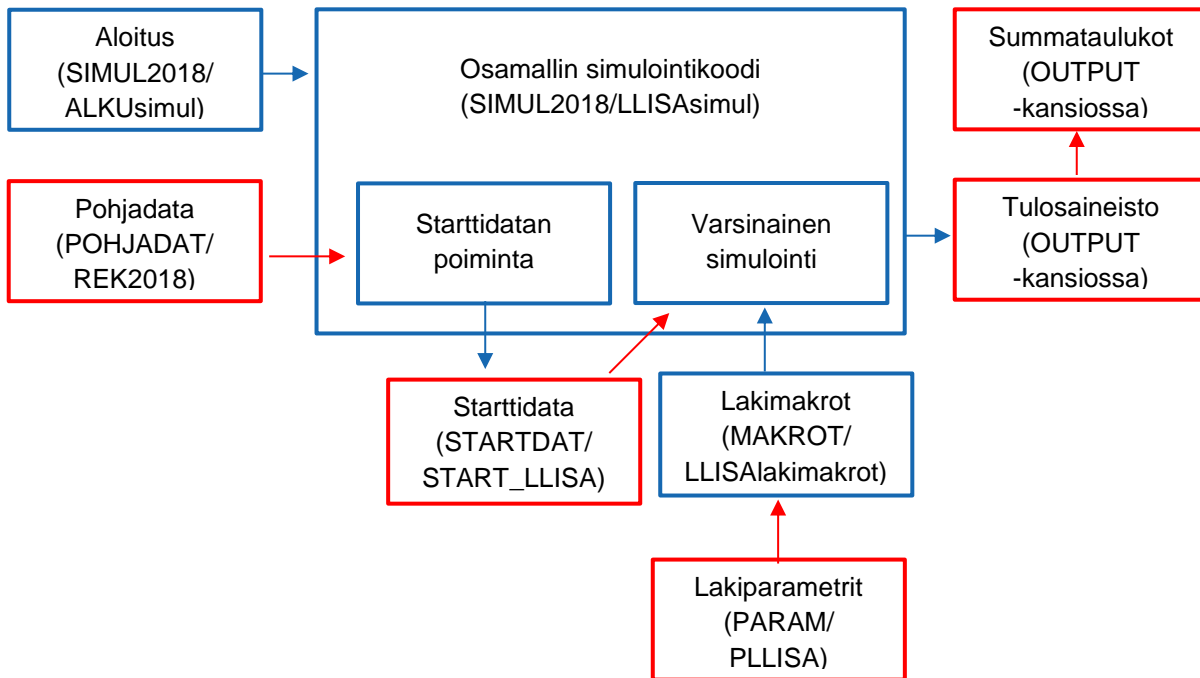 Aloitus
(SIMUL2018/
ALKUsimul)
Osamallin simulointikoodi
(SIMUL2018/LLISAsimul)
Summataulukot
(OUTPUT
-kansiossa)
Pohjadata
(POHJADAT/
REK2018)
Starttidatan
poiminta
Varsinainen
simulointi
Tulosaineisto
(OUTPUT
-kansiossa)
Starttidata
(STARTDAT/
START_LLISA)
Lakimakrot
(MAKROT/
LLISAlakimakrot)
Lakiparametrit
(PARAM/
PLLISA)